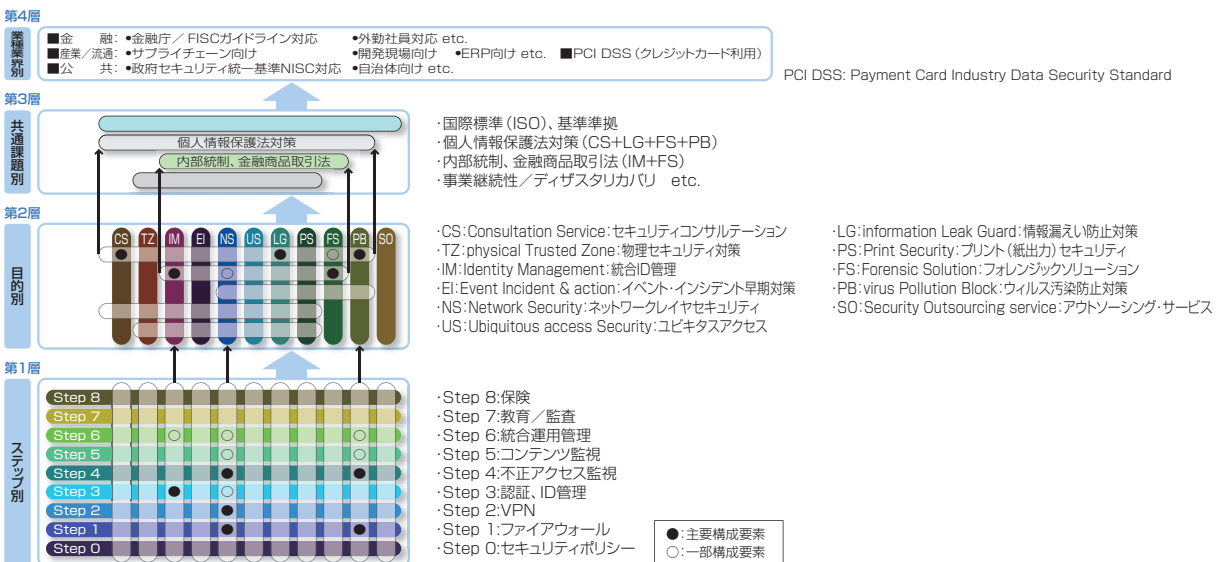 第4層
業種業界別
■金　　融： •金融庁／FISCガイドライン対応　•外勤社員対応 etc.
■産業／流通： •サプライチェーン向け　•開発現場向け　•ERP向け etc.　■PCI DSS（クレジットカード利用）
■公　　共： •政府セキュリティ統一基準NISC対応　•自治体向け etc.
PCI DSS: Payment Card Industry Data Security Standard
第3層
共通課題別
個人情報保護法対策
内部統制、金融商品取引法
・国際標準（ISO）、基準準拠
・個人情報保護法対策（CS+LG+FS+PB）
・内部統制、金融商品取引法（IM+FS）
・事業継続性／ディザスタリカバリ　etc.
第2層
目的別
CS TZ IM EI NS US LG PS FS PB SO
・CS：Consultation Service：セキュリティコンサルテーション
・TZ：physical Trusted Zone：物理セキュリティ対策
・IM：Identity Management：統合ID管理
・EI：Event Incident & action：イベント・インシデント早期対策
・NS：Network Security：ネットワークレイヤセキュリティ
・US：Ubiquitous access Security：ユビキタスアクセス
・LG：information Leak Guard：情報漏えい防止対策
・PS：Print Security：プリント（紙出力）セキュリティ
・FS：Forensic Solution：フォレンジックソリューション
・PB：virus Pollution Block：ウィルス汚染防止対策
・SO：Security Outsourcing service：アウトソーシング・サービス
第1層
ステップ別
Step 8
Step 7
Step 6
Step 5
Step 4
Step 3
Step 2
Step 1
Step 0
・Step 8:保険
・Step 7:教育／監査
・Step 6:統合運用管理
・Step 5:コンテンツ監視
・Step 4:不正アクセス監視
・Step 3:認証、ID管理
・Step 2:VPN
・Step 1:ファイアウォール
・Step 0:セキュリティポリシー
●：主要構成要素
○：一部構成要素